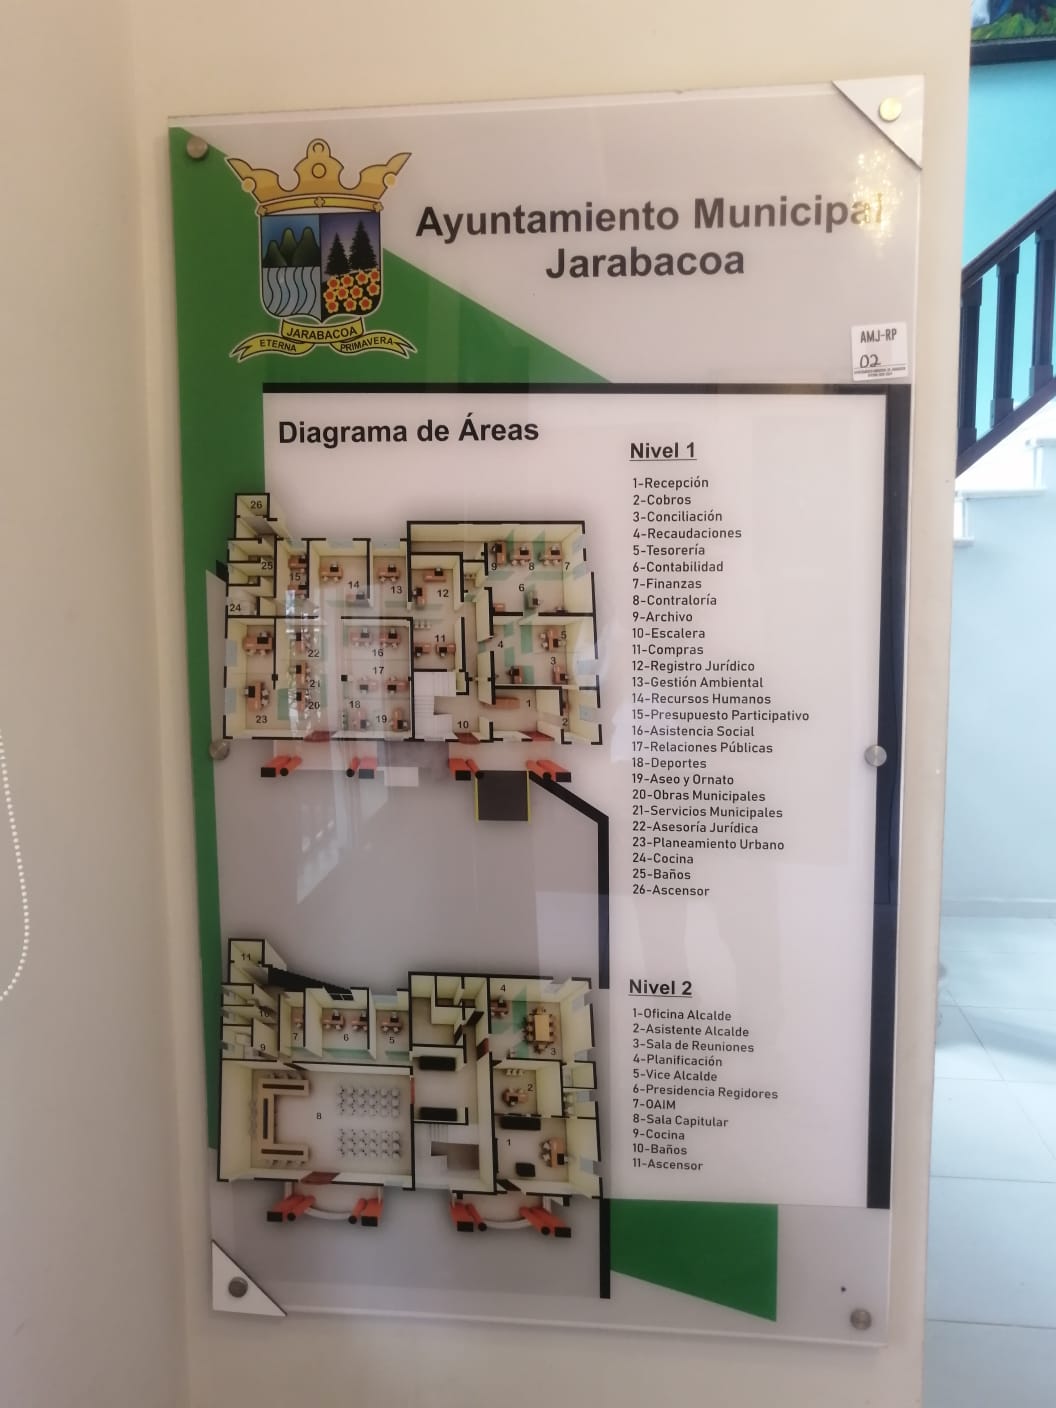 Ayuntamiento Municipal
Jarabacoa
JARABACOA
ETERNA PRIMAVERA
AMJ-RP
02
Diagrama de Áreas
Nivel 1
1-Recepción
2-Cobros
3-Conciliación
4-Recaudaciones
5-Tesorería
6-Contabilidad
7-Finanzas
8-Contraloría
9-Archivo
10-Escalera
11-Compras
12-Registro Jurídico
13-Gestión Ambiental
14-Recursos Humanos
15-Presupuesto Participativo
16-Asistencia Social
17-Relaciones Públicas
18-Deportes
19-Aseo y Ornato
20-Obras Municipales
21-Servicios Municipales
22-Asesoría Jurídica
23-Planeamiento Urbano
24-Cocina
25-Baños
26-Ascensor
26
25
15
14
13
12
9
8
7
6
24
22
16
11
4
5
3
21
17
20
18
19
23
10
1
2
Nivel 2
1-Oficina Alcalde
2-Asistente Alcalde
3-Sala de Reuniones
4-Planificación
5-Vice Alcalde
6-Presidencia Regidores
7-OAIM
8-Sala Capitular
9-Cocina
10-Baños
11-Ascensor
11
10
9
7
6
5
4
3
2
8
1